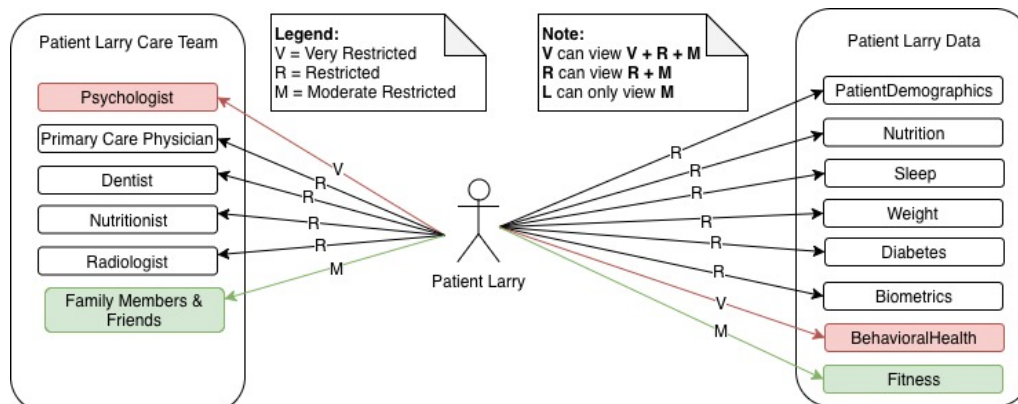 Patient Larry Care Team
Psychologist
Primary Care Physician
Dentist
Nutritionist
Radiologist
Family Members &
Friends
Legend:
V = Very Restricted
R = Restricted
M = Moderate Restricted
Note:
V can view V + R + M
R can view R + M
L can only view M
V
R
R
R
R
M
Patient Larry
R
R
R
R
R
R
V
M
Patient Larry Data
PatientDemographics
Nutrition
Sleep
Weight
Diabetes
Biometrics
BehavioralHealth
Fitness